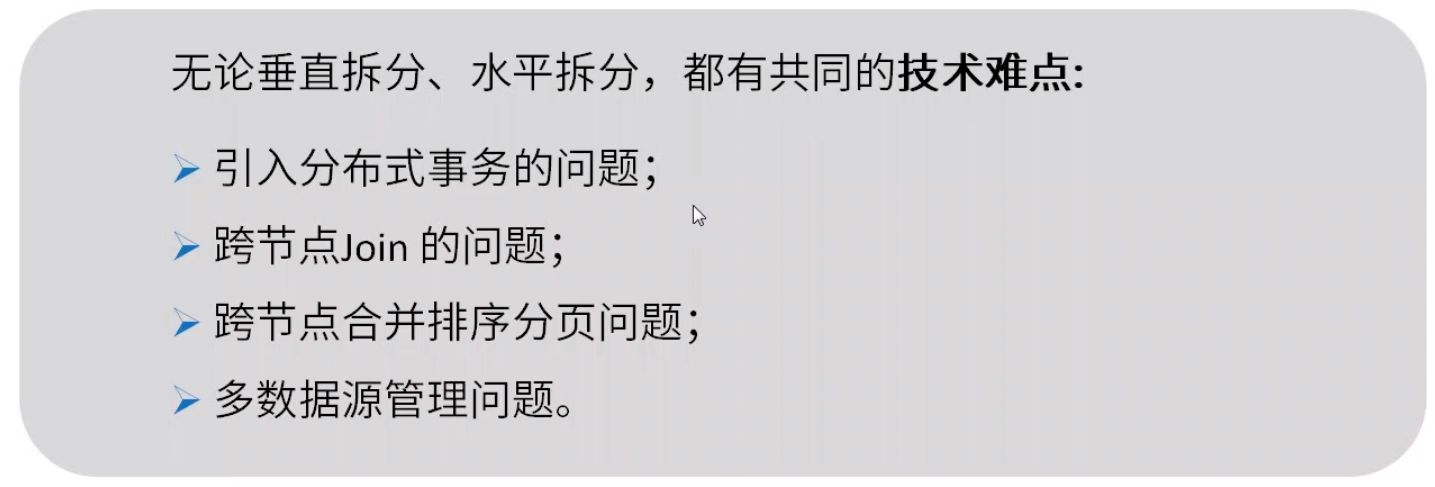 无论垂直拆分、水平拆分，都有共同的技术难点:
引入分布式事务的问题；
跨节点Join 的问题；
跨节点合并排序分页问题；
多数据源管理问题。